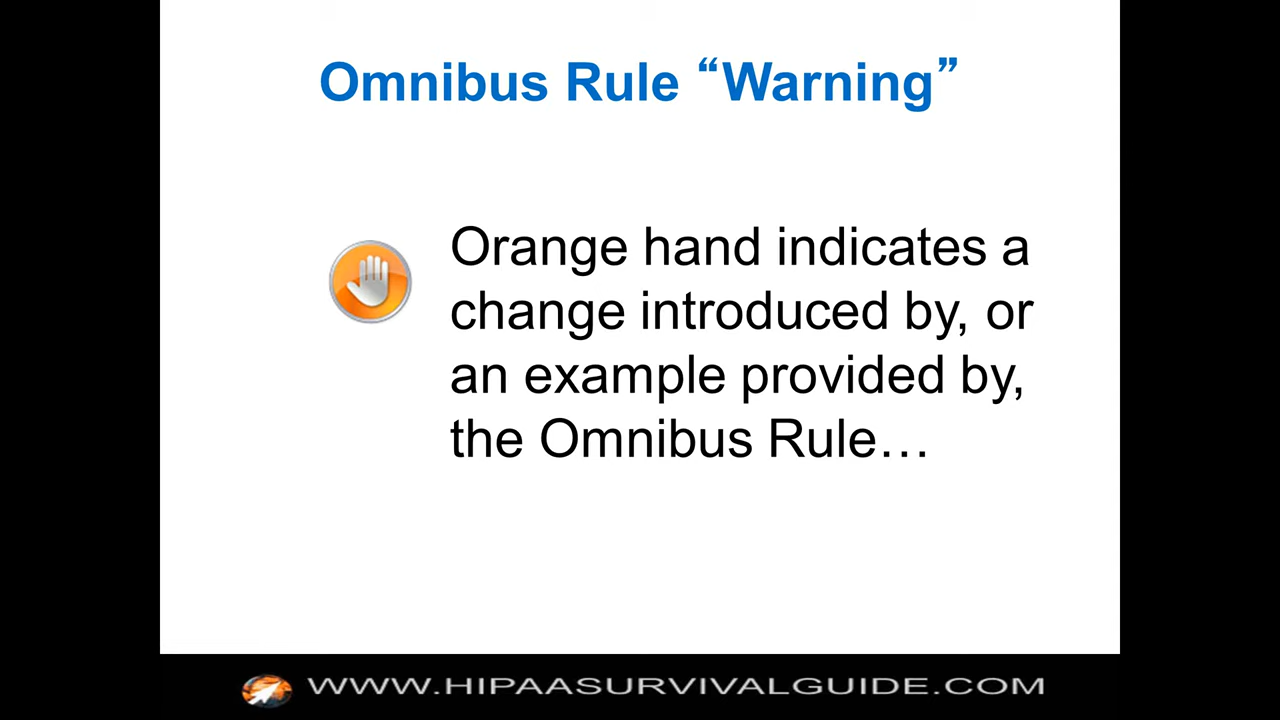 Omnibus Rule “Warning”
Orange hand indicates a
change introduced by, or
an example provided by,
the Omnibus Rule…
WWW.HIPAASURVIVALGUIDE.COM